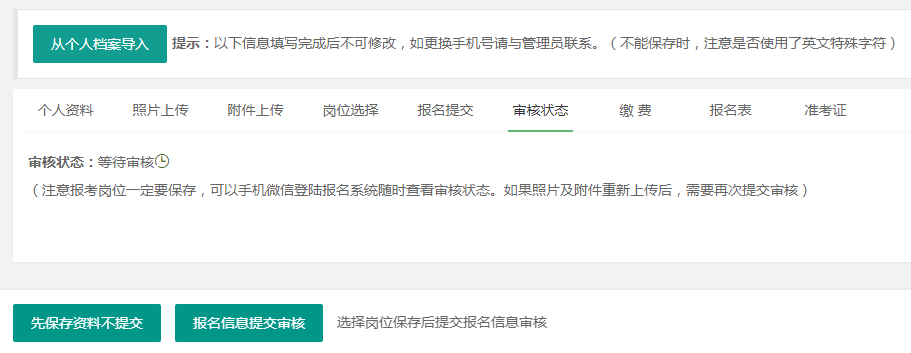 从个人档案导入 提示：以下信息填写完成后不可修改，如更换手机号请与管理员联系。（不能保存时，注意是否使用了英文特殊字符）
个人资料 照片上传 附件上传 岗位选择 报名提交 审核状态 缴 费 报名表 准考证
审核状态：等待审核
（注意报考岗位一定要保存，可以手机微信登陆报名系统随时查看审核状态。如果照片及附件重新上传后，需要再次提交审核）
先保存资料不提交 报名信息提交审核 选择岗位保存后提交报名信息审核